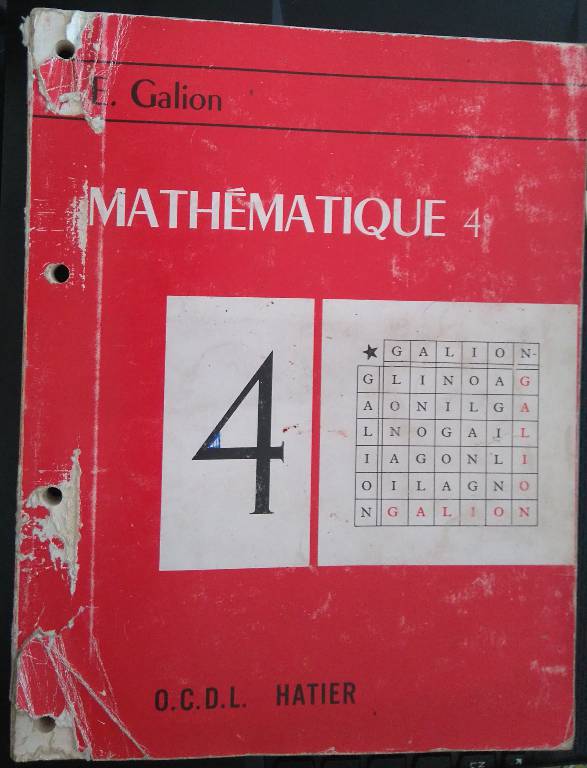 E. Galion
MATHÉMATIQUE 4
4
★ G A L I O N
G L I N O A G
A O N I L G A
L N O G A I L
I A G O N L I
O I L A G N O
N G A L I O N
O.C.D.L. HATIER